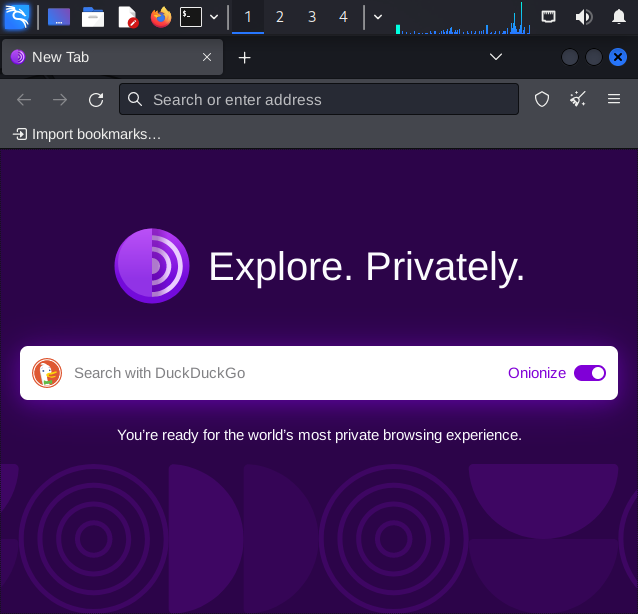 $_
1 2 3 4
New Tab
Search or enter address
Import bookmarks…
Explore. Privately.
Search with DuckDuckGo
Onionize
You’re ready for the world’s most private browsing experience.